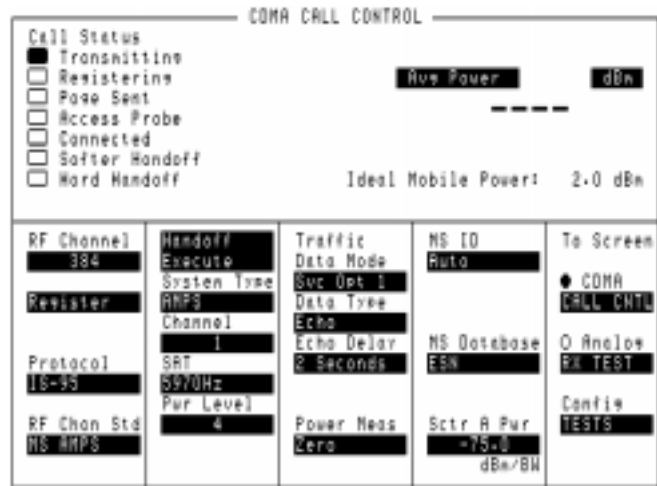 CDMA CALL CONTROL
Call Status
Transmitting
Registering
Page Sent
Access Probe
Connected
Softer Handoff
Hard Handoff
Avg Power
dBm
----
Ideal Mobile Power: 2.0 dBm
RF Channel
384
Register
Protocol
IS-95
RF Chan Std
MS AMPS
Handoff
Execute
System Type
AMPS
Channel
1
SAT
5970Hz
Pwr Level
4
Traffic
Data Mode
Svc Opt 1
Data Type
Echo
Echo Delay
2 Seconds
Power Meas
Zero
MS ID
Auto
MS Database
ESN
Sctr A Pwr
-75.0
dBm/BW
To Screen
CDMA
CALL CNTL
Analog
RX TEST
Config
TESTS